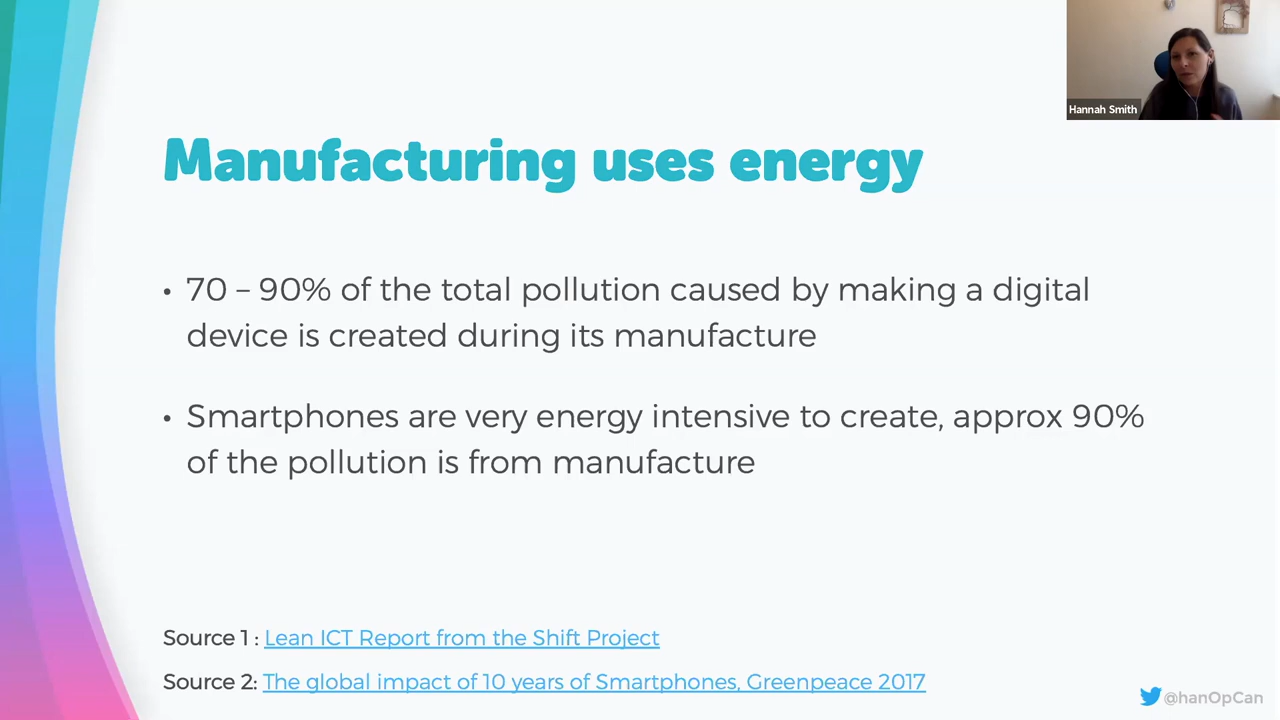 Hannah Smith
Manufacturing uses energy
• 70 – 90% of the total pollution caused by making a digital
device is created during its manufacture
• Smartphones are very energy intensive to create, approx 90%
of the pollution is from manufacture
Source 1 : Lean ICT Report from the Shift Project
Source 2: The global impact of 10 years of Smartphones, Greenpeace 2017
@hanOpCan